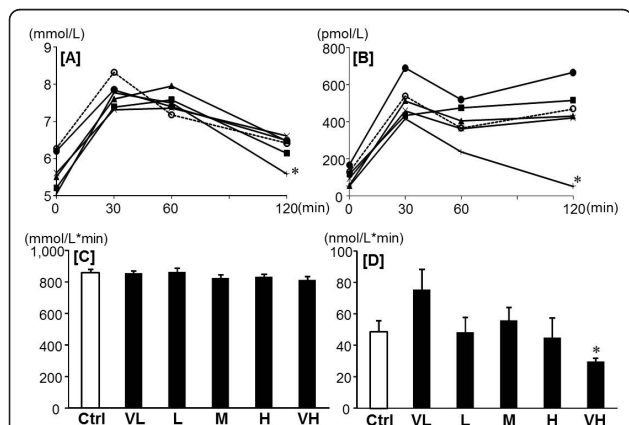 (mmol/L)
[A]
9
8
7
6
5
0 30 60 120(min)
*
(pmol/L)
[B]
800
600
400
200
0
0 30 60 120(min)
*
(mmol/L*min)
[C]
1,000
800
600
400
200
0
Ctrl VL L M H VH
(nmol/L*min)
[D]
100
80
60
40
20
0
Ctrl VL L M H VH
*